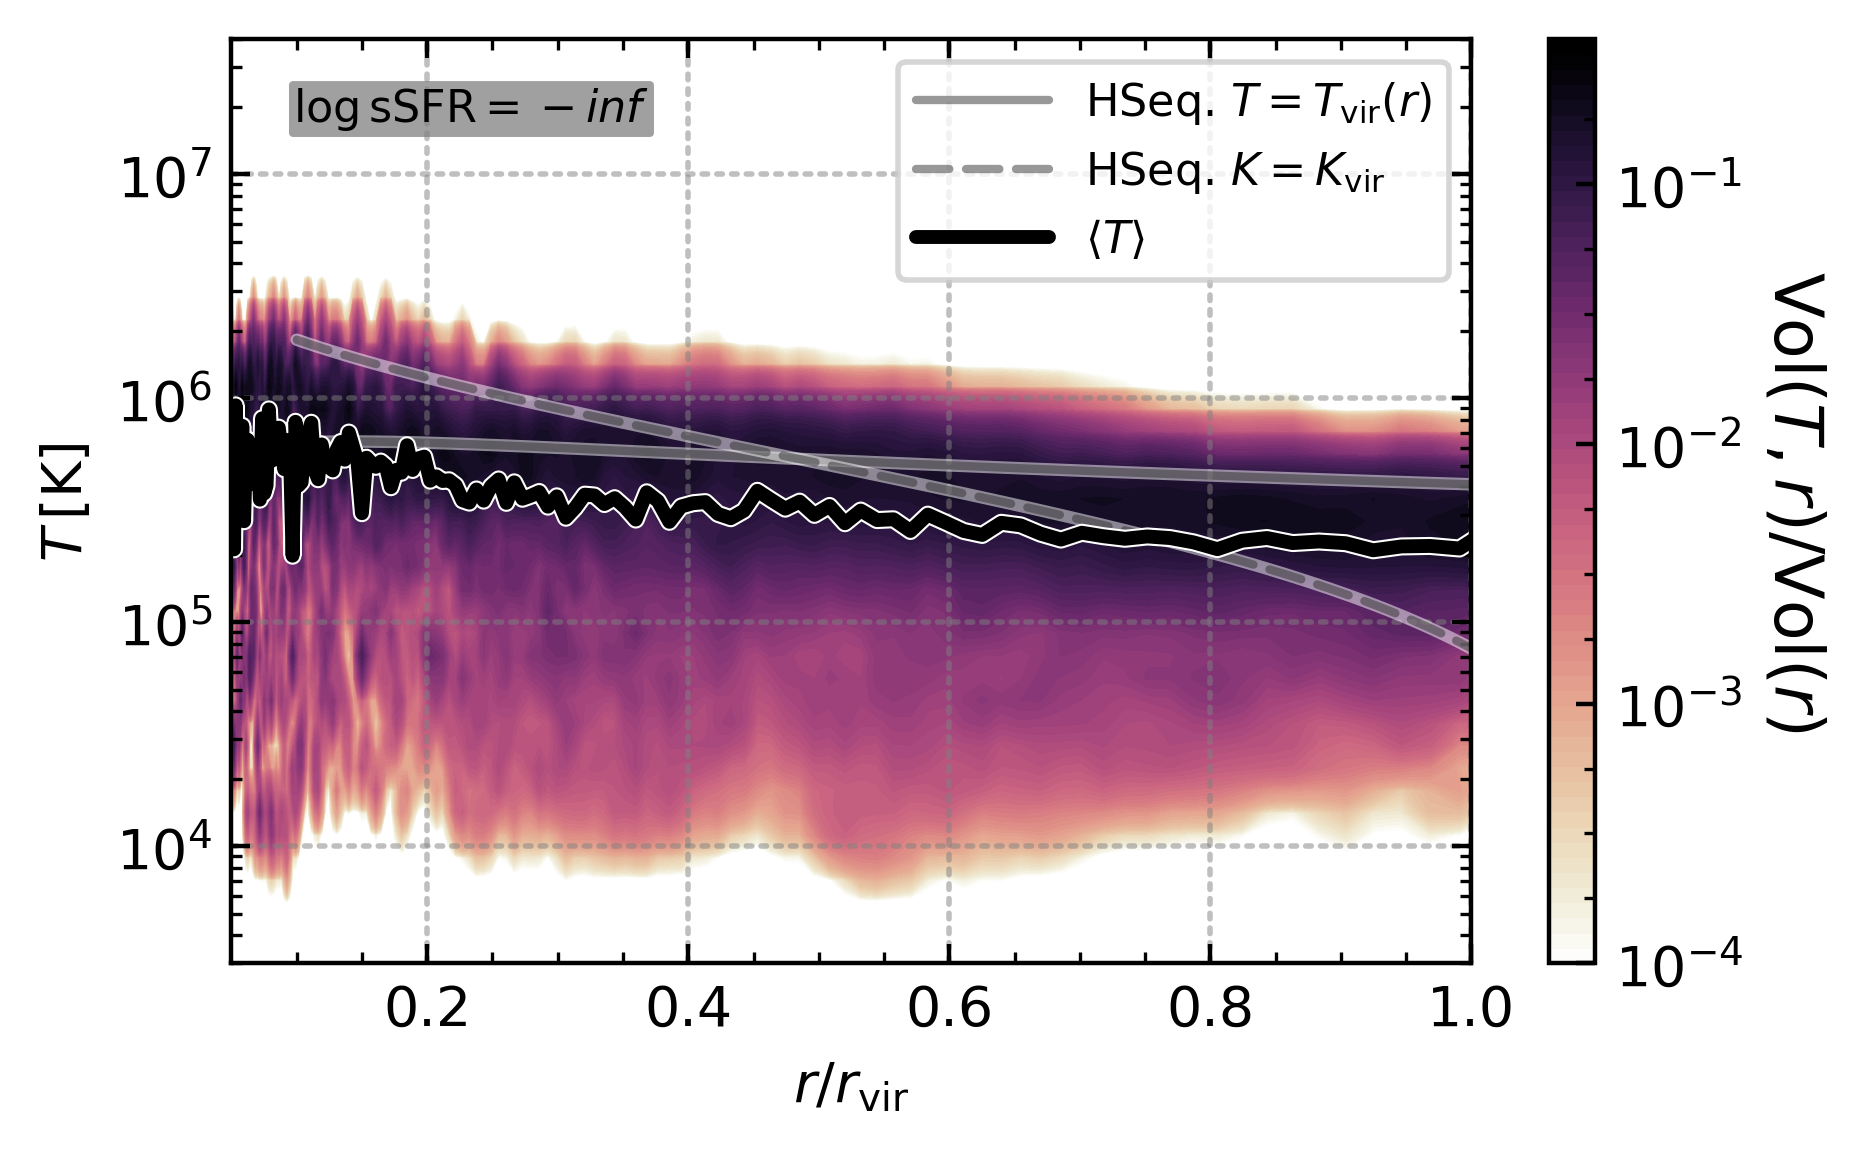 log sSFR = −inf
HSeq. T = T_vir(r)
HSeq. K = K_vir
⟨T⟩
10^7
10^6
10^5
10^4
T [K]
0.2 0.4 0.6 0.8 1.0
r/r_vir
10^−1
10^−2
10^−3
10^−4
Vol(T, r)/Vol(r)